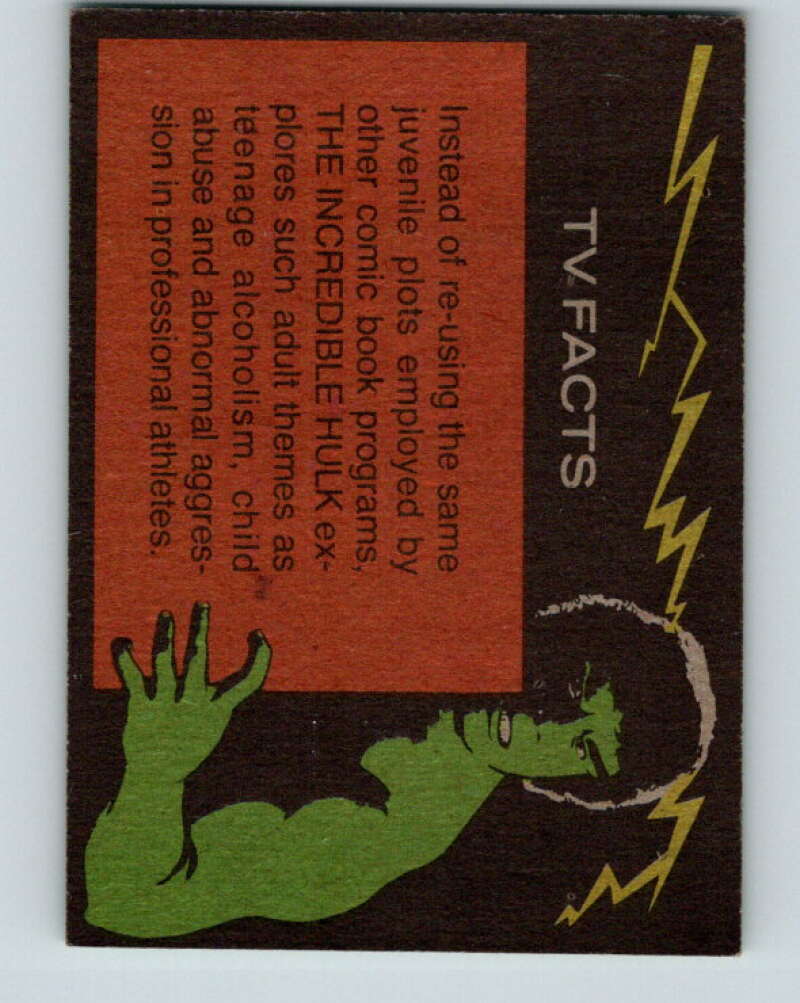 TV FACTS
Instead of re-using the same
juvenile plots employed by
other comic book programs,
THE INCREDIBLE HULK ex-
plores such adult themes as
teenage alcoholism, child
abuse and abnormal aggres-
sion in professional athletes.